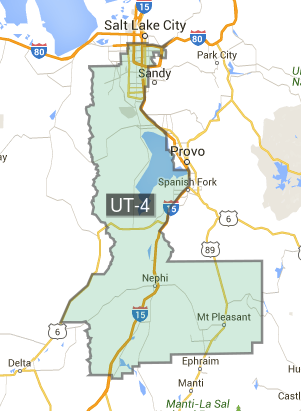 15
Salt Lake City
80
80
Park City
Sandy
Provo
Spanish Fork
UT-4
15
6
89
Nephi
15
Mt Pleasant
6
Delta
Ephraim
Manti
Manti-La Sal